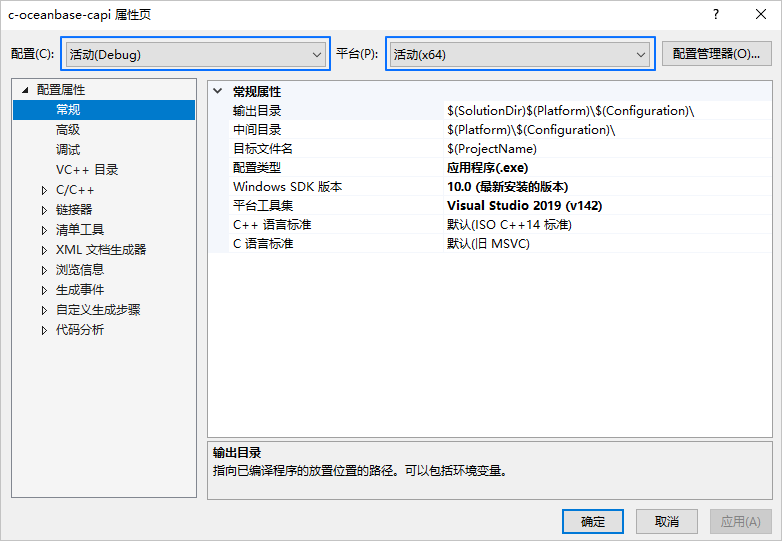 c-oceanbase-capi 属性页
配置(C): 活动(Debug) 平台(P): 活动(x64) 配置管理器(O)...
配置属性
常规
高级
调试
VC++ 目录
C/C++
链接器
清单工具
XML 文档生成器
浏览信息
生成事件
自定义生成步骤
代码分析
常规属性
输出目录 $(SolutionDir)$(Platform)\$(Configuration)\
中间目录 $(Platform)\$(Configuration)\
目标文件名 $(ProjectName)
配置类型 应用程序(.exe)
Windows SDK 版本 10.0 (最新安装的版本)
平台工具集 Visual Studio 2019 (v142)
C++ 语言标准 默认(ISO C++14 标准)
C 语言标准 默认(旧 MSVC)
输出目录
指向已编译程序的放置位置的路径。可以包括环境变量。
确定 取消 应用(A)